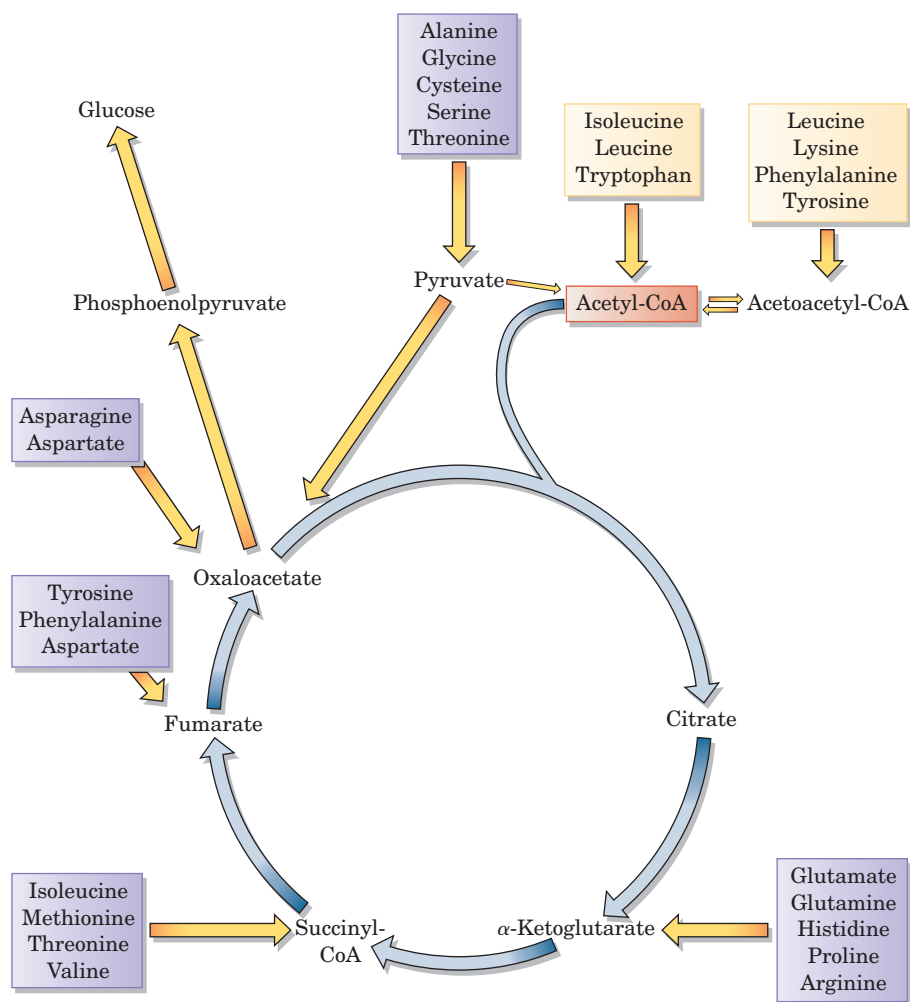 Alanine
Glycine
Cysteine
Serine
Threonine
Glucose
Isoleucine
Leucine
Tryptophan
Leucine
Lysine
Phenylalanine
Tyrosine
Pyruvate
Phosphoenolpyruvate
Acetyl-CoA
Acetoacetyl-CoA
Asparagine
Aspartate
Oxaloacetate
Tyrosine
Phenylalanine
Aspartate
Fumarate
Citrate
Isoleucine
Methionine
Threonine
Valine
Succinyl-
CoA
α-Ketoglutarate
Glutamate
Glutamine
Histidine
Proline
Arginine